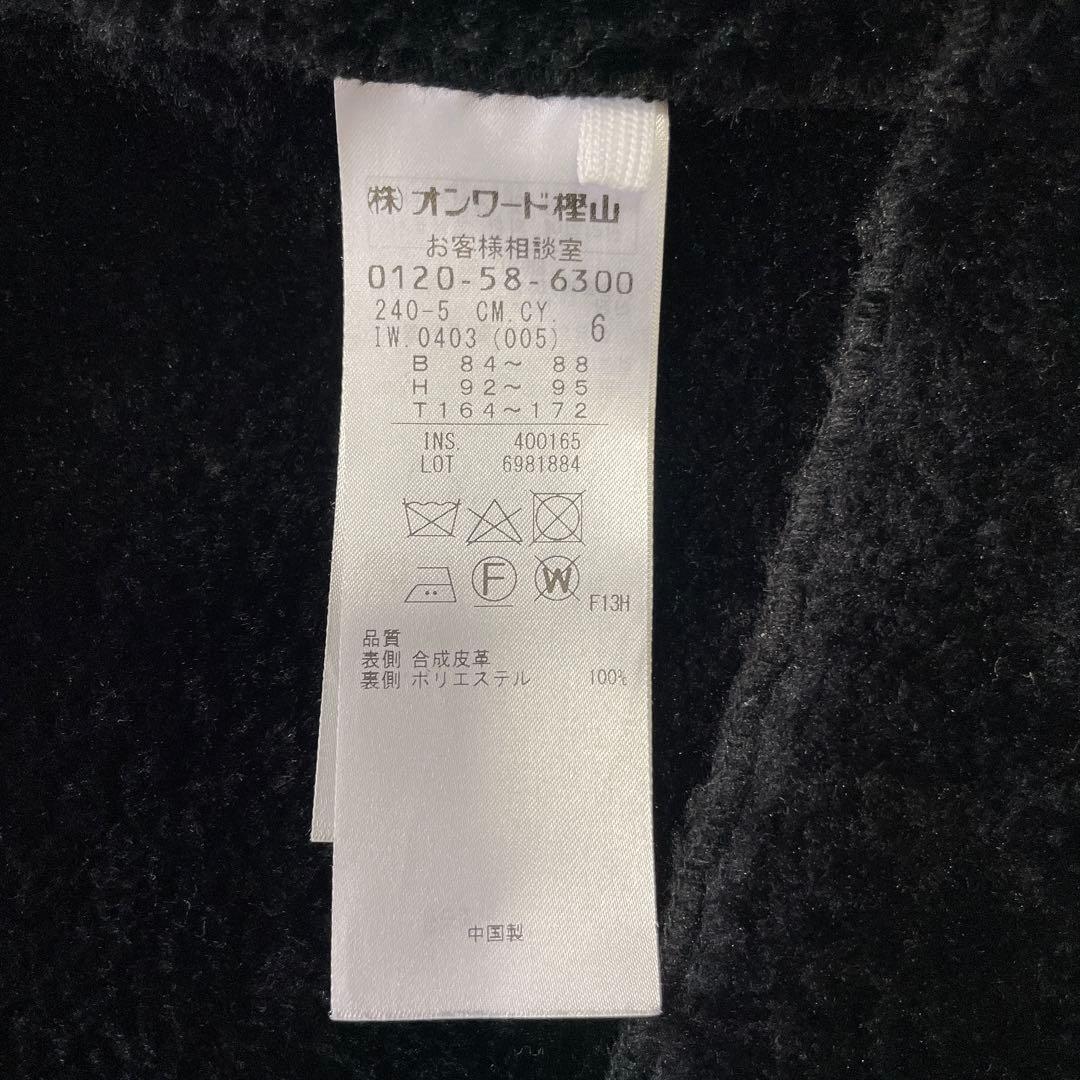 ㈱オンワード樫山
お客様相談室
0120-58-6300
240-5 CM.CY.
IW.0403 (005) 6
B 84～ 88
H 92～ 95
T164～172
INS. 400165
LOT 6981884
F W F13H
品質
表側 合成皮革
裏側 ポリエステル 100%
中国製